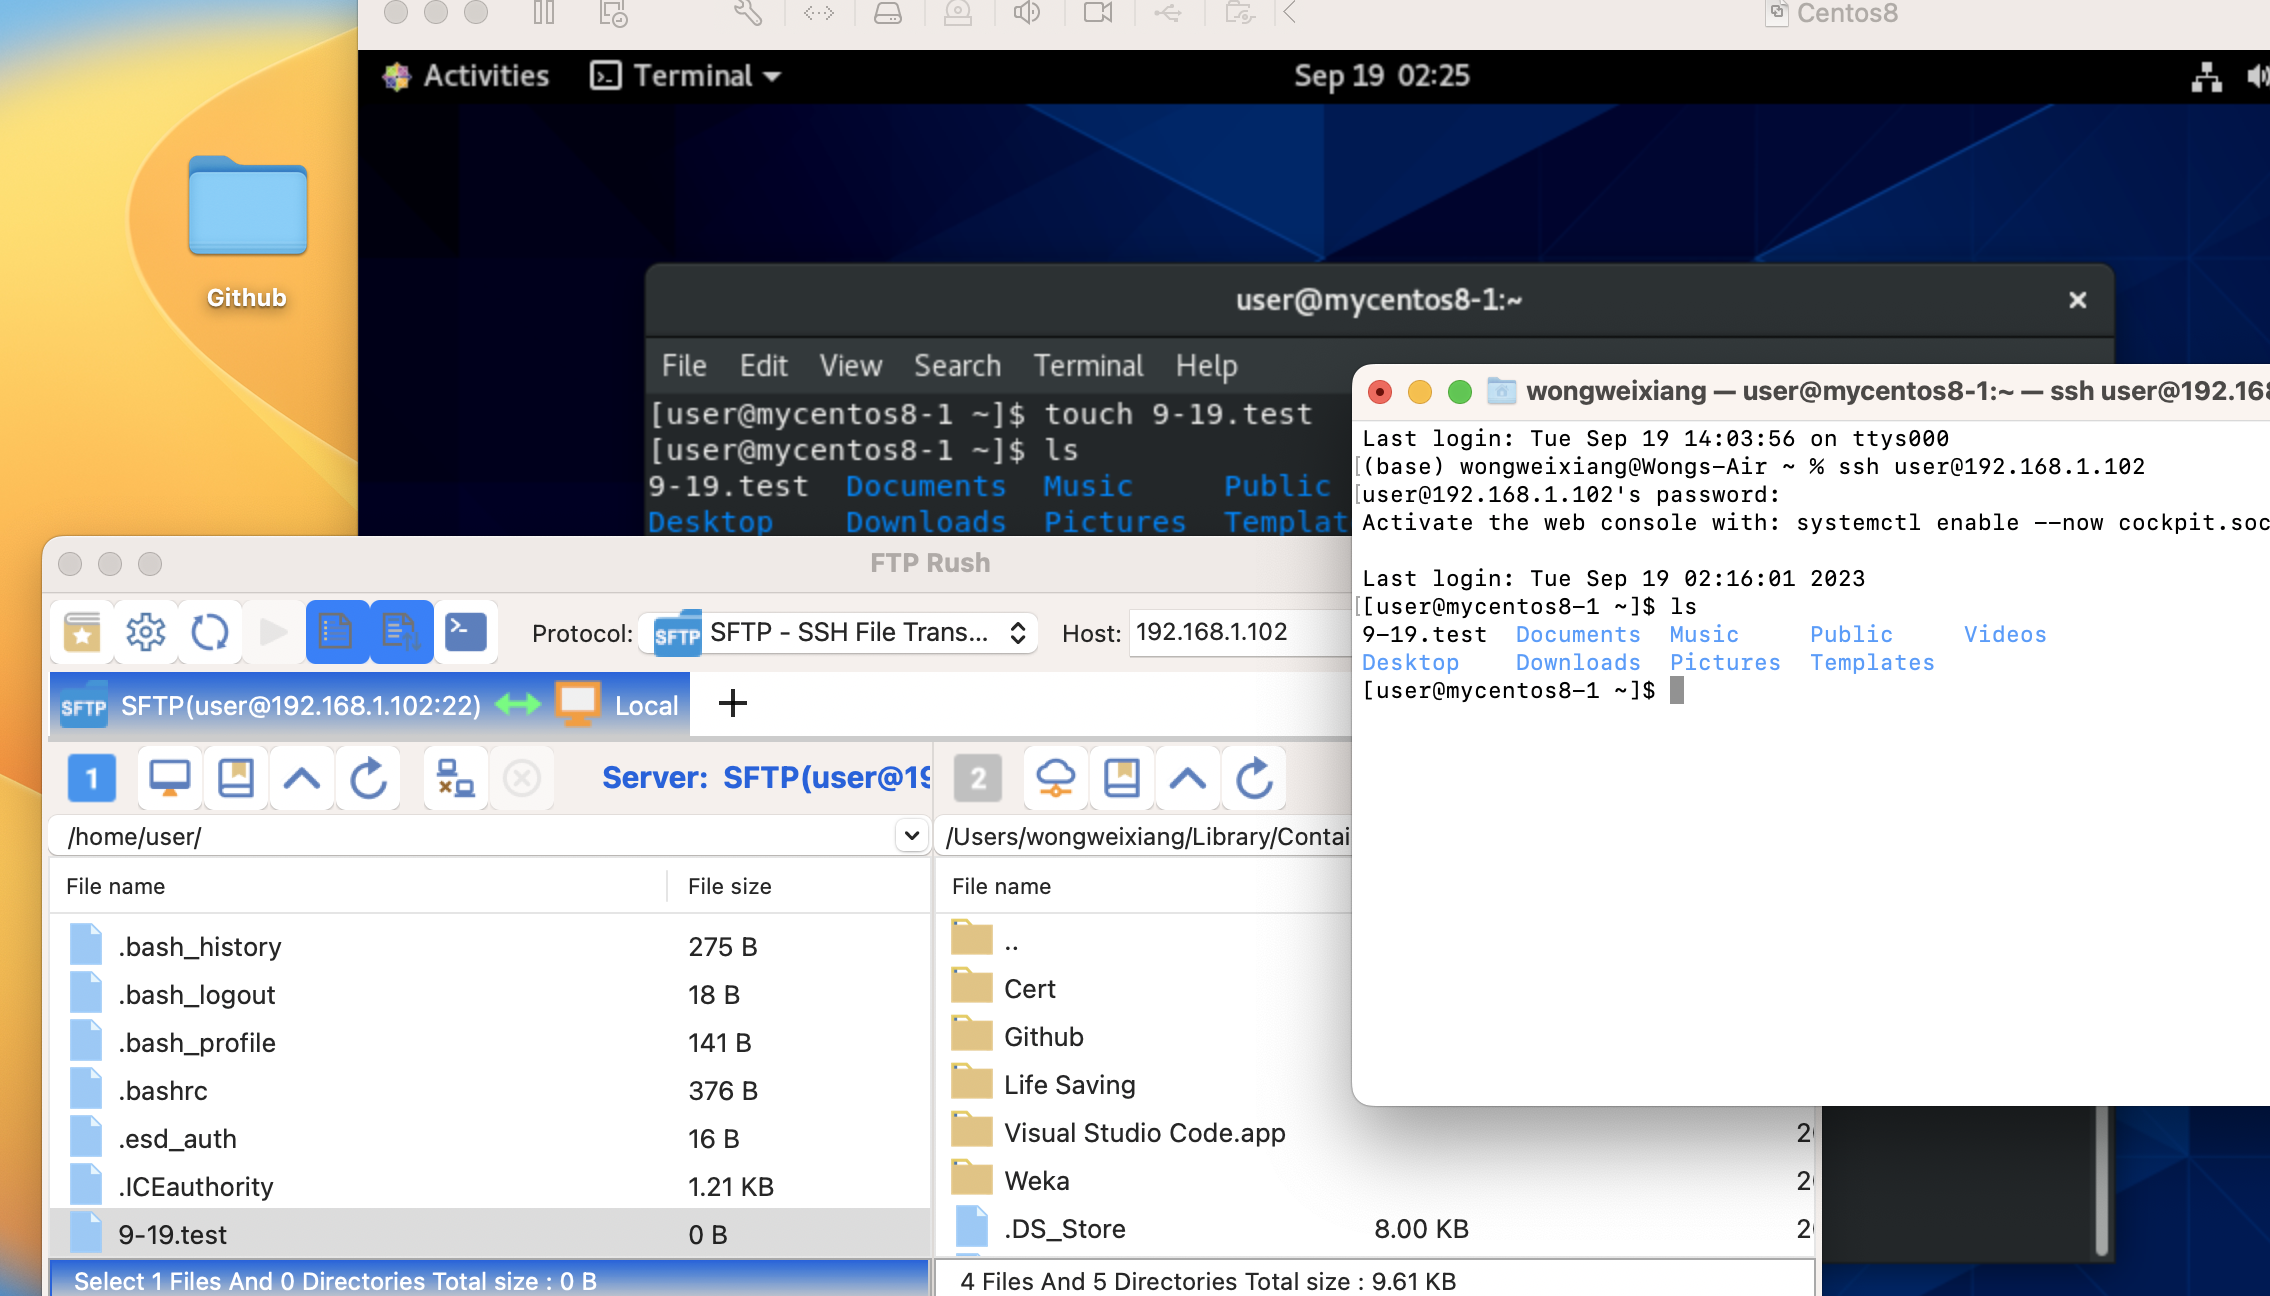 Centos8
Activities
Terminal
Sep 19 02:25
Github
user@mycentos8-1:~
File Edit View Search Terminal Help
[user@mycentos8-1 ~]$ touch 9-19.test
[user@mycentos8-1 ~]$ ls
9-19.test Documents Music Public
Desktop Downloads Pictures Templat
wongweixiang — user@mycentos8-1:~ — ssh user@192.168
Last login: Tue Sep 19 14:03:56 on ttys000
[(base) wongweixiang@Wongs-Air ~ % ssh user@192.168.1.102
[user@192.168.1.102's password:
Activate the web console with: systemctl enable --now cockpit.soc
Last login: Tue Sep 19 02:16:01 2023
[[user@mycentos8-1 ~]$ ls
9-19.test Documents Music Public Videos
Desktop Downloads Pictures Templates
[user@mycentos8-1 ~]$
FTP Rush
Protocol: SFTP SFTP - SSH File Trans... Host: 192.168.1.102
SFTP SFTP(user@192.168.1.102:22) Local +
1 Server: SFTP(user@19
2
/home/user/
/Users/wongweixiang/Library/Contai
File name File size
.bash_history 275 B
.bash_logout 18 B
.bash_profile 141 B
.bashrc 376 B
.esd_auth 16 B
.ICEauthority 1.21 KB
9-19.test 0 B
Select 1 Files And 0 Directories Total size : 0 B
File name
..
Cert
Github
Life Saving
Visual Studio Code.app 2
Weka 2
.DS_Store 8.00 KB 2
4 Files And 5 Directories Total size : 9.61 KB